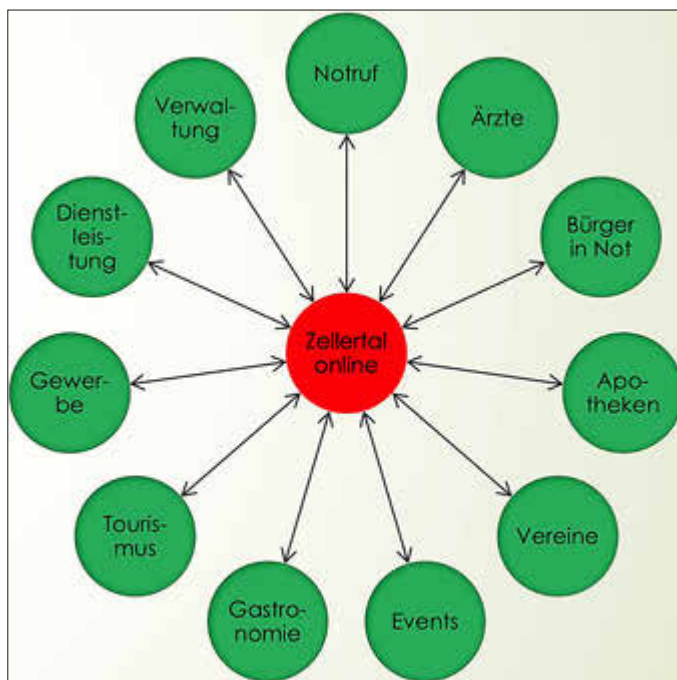 Notruf
Ärzte
Bürger
in Not
Apo-
theken
Vereine
Events
Gastro-
nomie
Touris-
mus
Gewer-
be
Dienst-
leis-
tung
Verwal-
tung
Zellertal
online